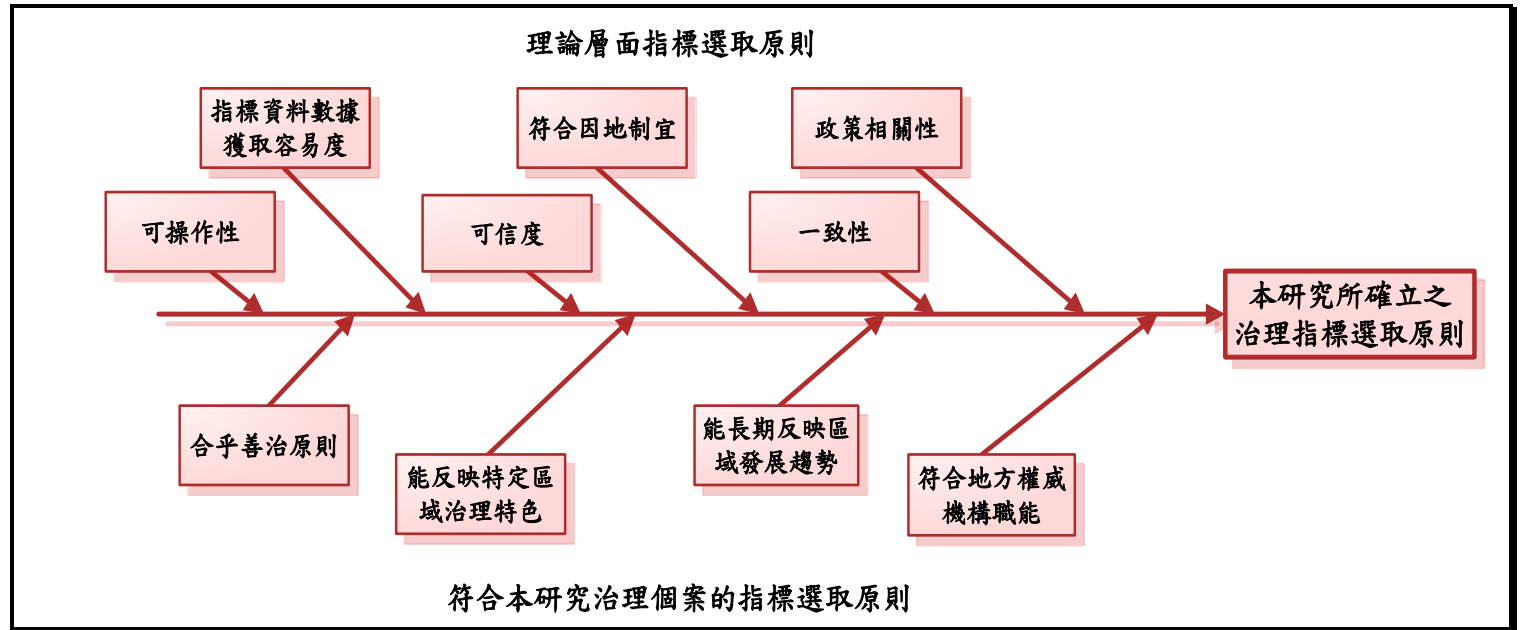 理論層面指標選取原則
指標資料數據
獲取容易度
符合因地制宜
政策相關性
可操作性
可信度
一致性
本研究所確立之
治理指標選取原則
合乎善治原則
能反映特定區
域治理特色
能長期反映區
域發展趨勢
符合地方權威
機構職能
符合本研究治理個案的指標選取原則